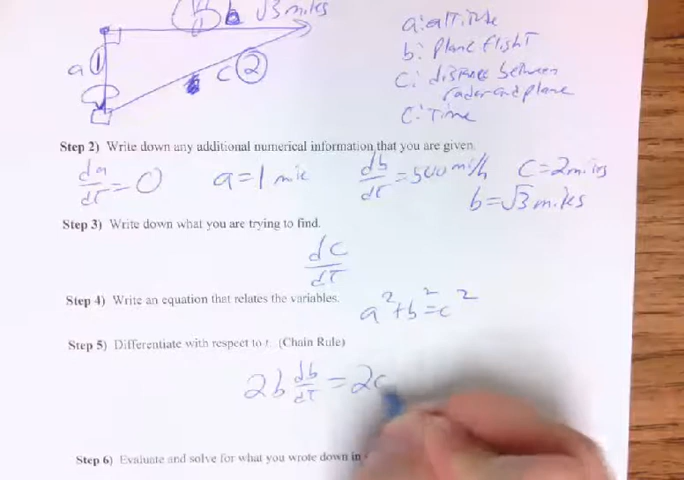 b √3 miles
a 1
c 2
a: altitude
b: Plane flight
c: distance between
radar and plane
t: Time
Step 2) Write down any additional numerical information that you are given.
da/dt = 0 a = 1 mile db/dt = 500 mi/h c = 2 miles
b = √3 miles
Step 3) Write down what you are trying to find.
dc/dt
Step 4) Write an equation that relates the variables. a² + b² = c²
Step 5) Differentiate with respect to t. (Chain Rule)
2b db/dt = 2c
Step 6) Evaluate and solve for what you wrote down in